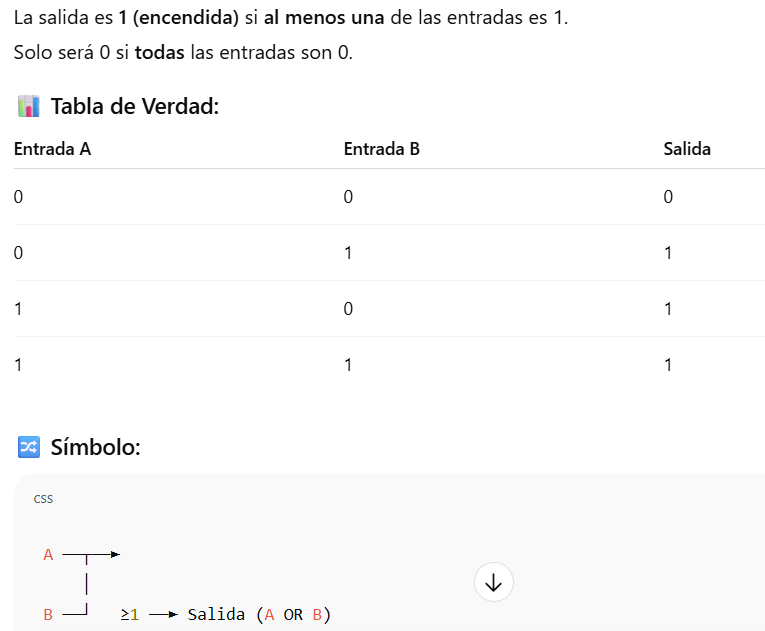 La salida es 1 (encendida) si al menos una de las entradas es 1.
Solo será 0 si todas las entradas son 0.
Tabla de Verdad:
Entrada A Entrada B Salida
0 0 0
0 1 1
1 0 1
1 1 1
Símbolo:
css
A
B ≥1 Salida (A OR B)